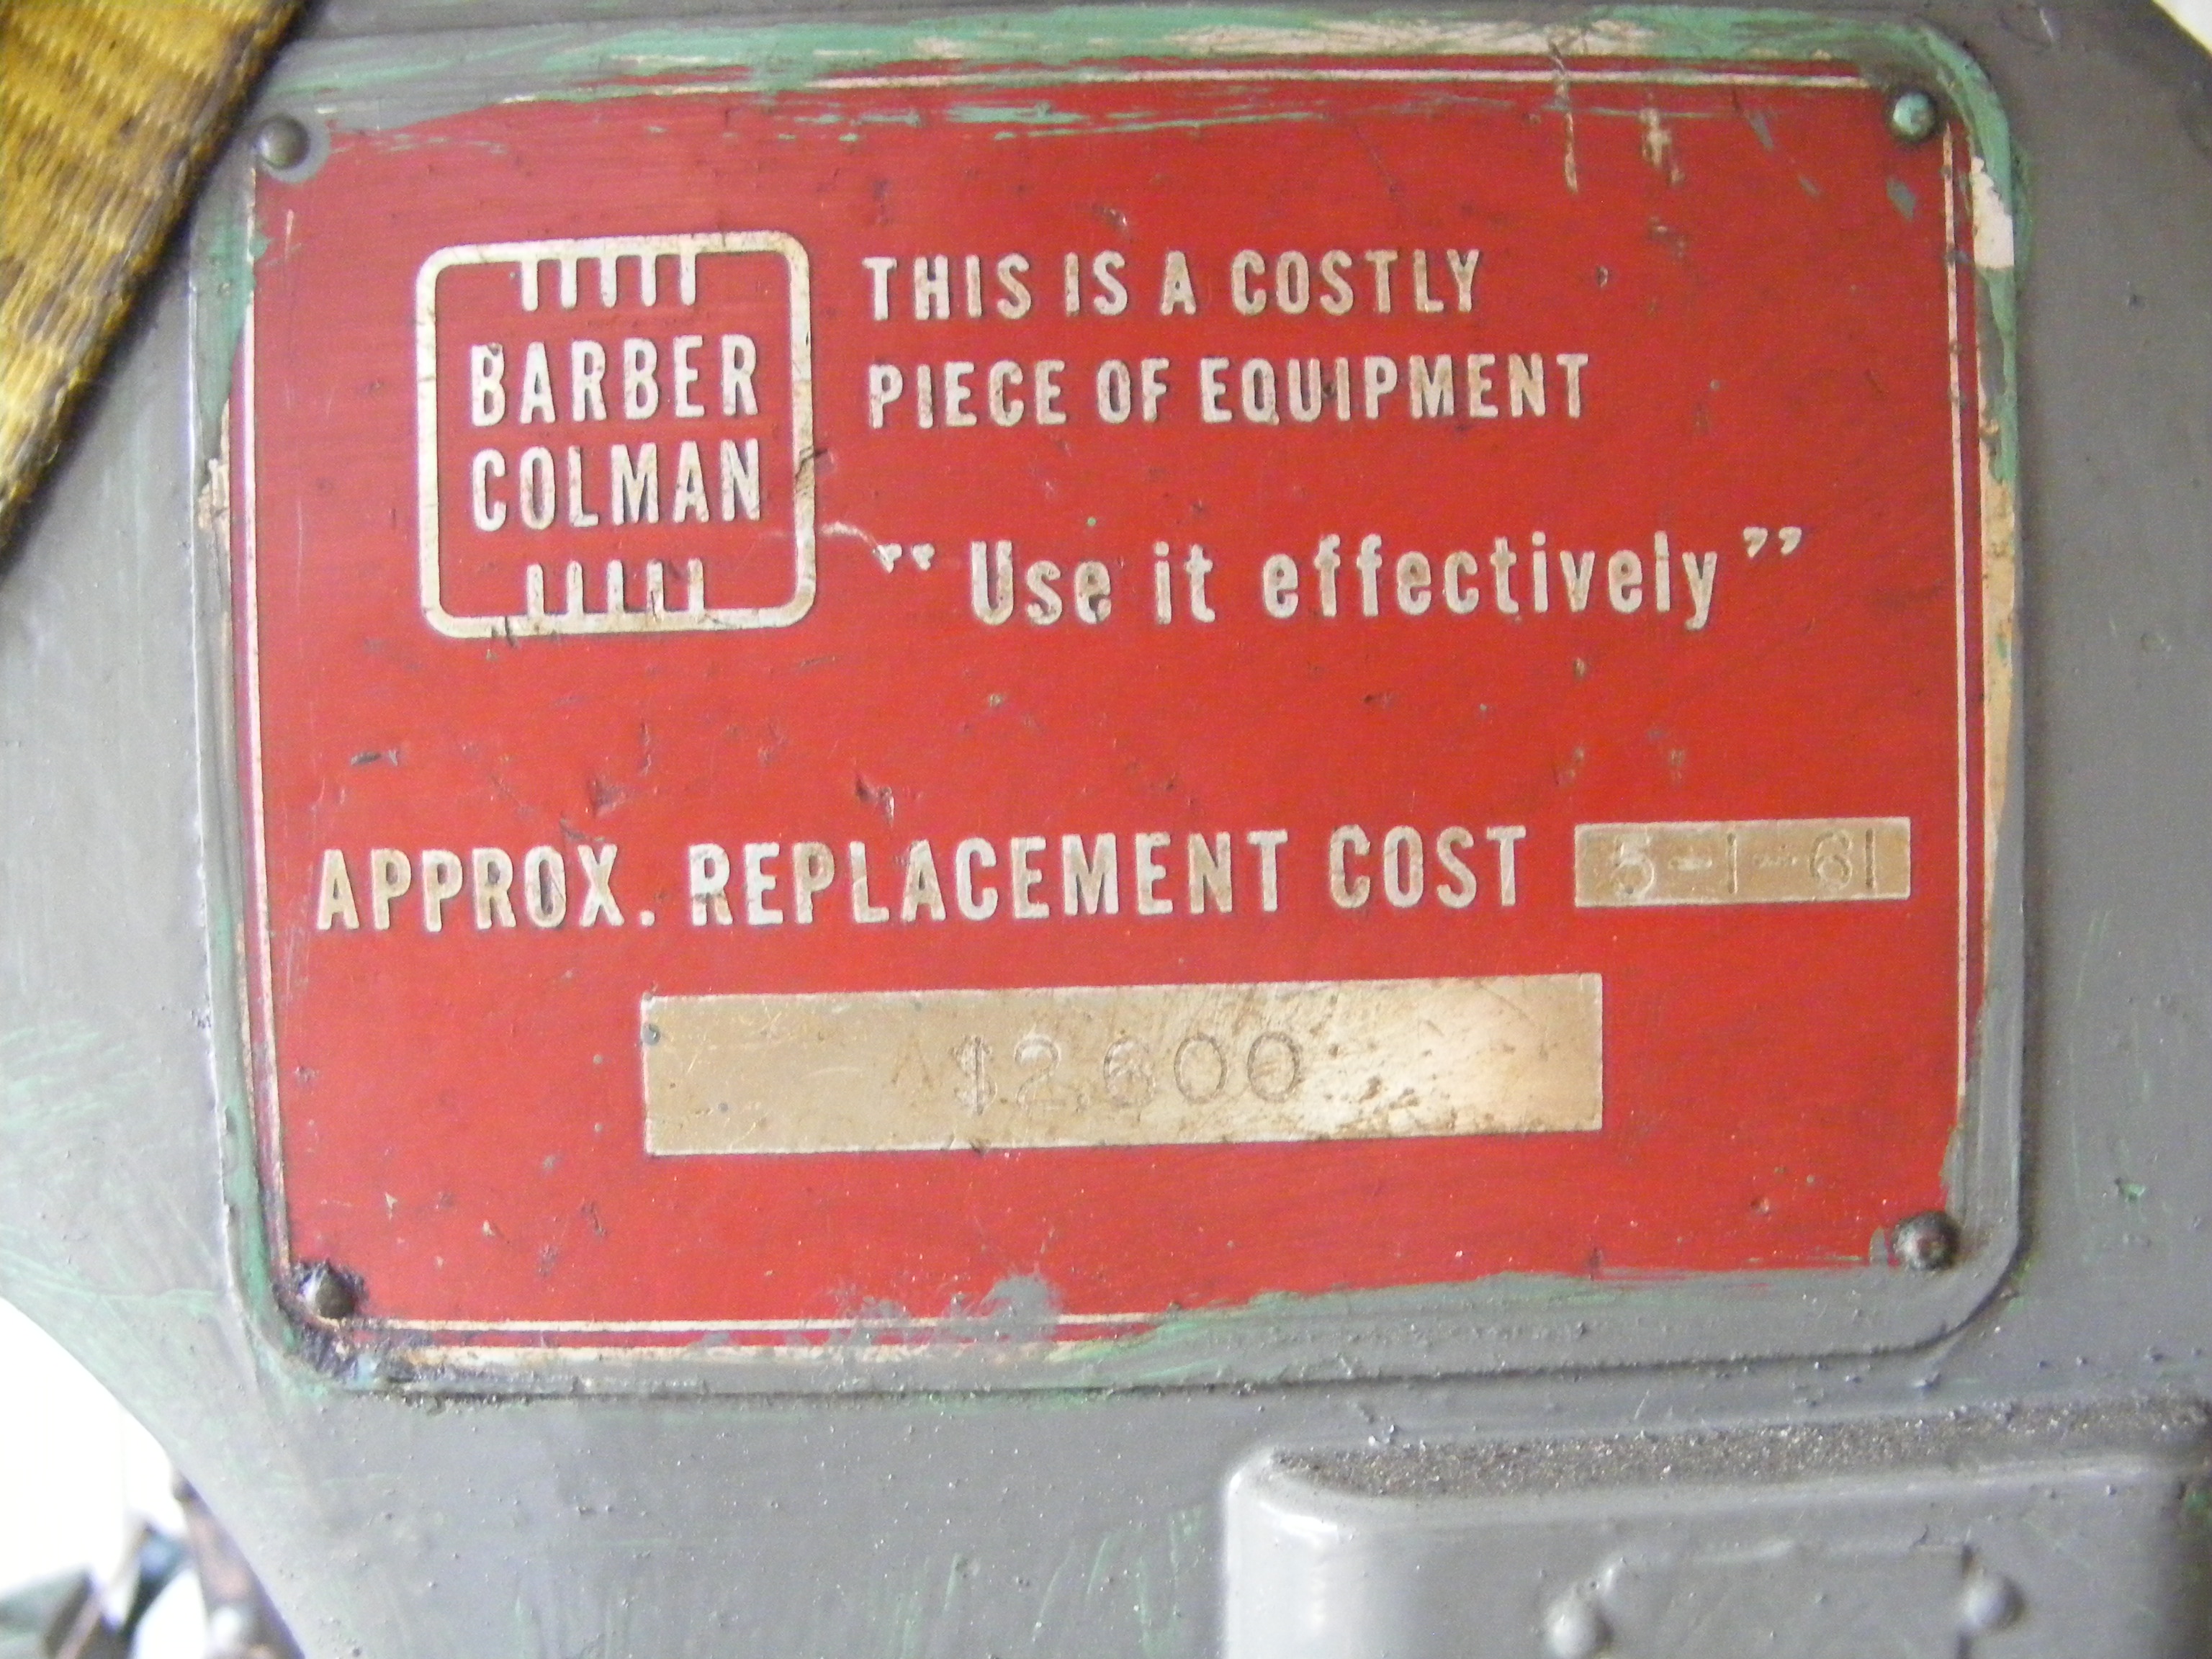 BARBER
COLMAN
THIS IS A COSTLY
PIECE OF EQUIPMENT
"Use it effectively"
APPROX. REPLACEMENT COST 5-1-61
$2,600